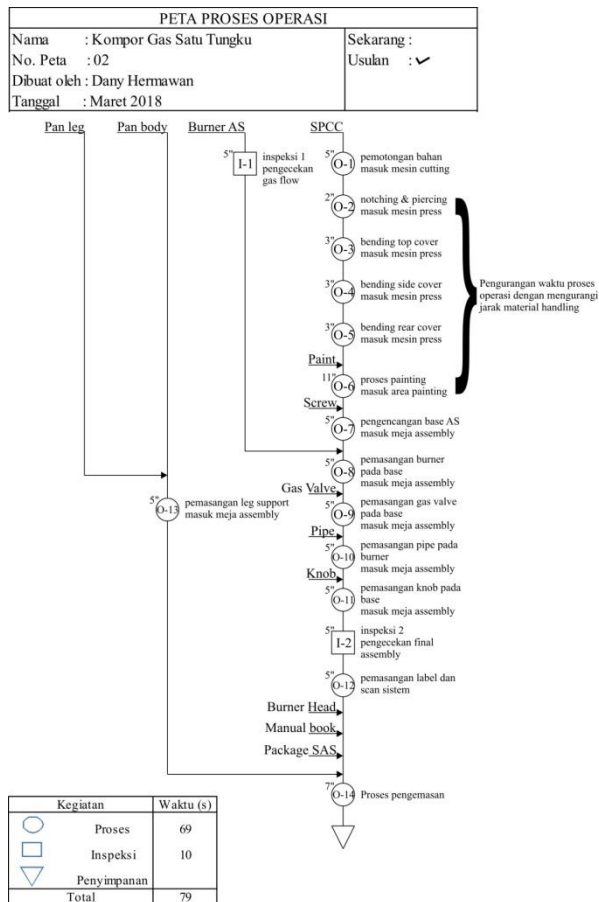 PETA PROSES OPERASI
Nama : Kompor Gas Satu Tungku
Sekarang :
No. Peta : 02
Usulan : ✓
Dibuat oleh : Dany Hermawan
Tanggal : Maret 2018
Pan leg
Pan body
Burner AS
SPCC
5"
I-1
inspeksi 1
pengecekan
gas flow
5"
O-1
pemotongan bahan
masuk mesin cutting
2"
O-2
notching & piercing
masuk mesin press
3"
O-3
bending top cover
masuk mesin press
3"
O-4
bending side cover
masuk mesin press
3"
O-5
bending rear cover
masuk mesin press
Pengurangan waktu proses
operasi dengan mengurangi
jarak material handling
Paint
11"
O-6
proses painting
masuk area painting
Screw
5"
O-7
pengencangan base AS
masuk meja assembly
5"
O-8
pemasangan burner
pada base
masuk meja assembly
Gas Valve
5"
O-9
pemasangan gas valve
pada base
masuk meja assembly
5"
O-13
pemasangan leg support
masuk meja assembly
Pipe
5"
O-10
pemasangan pipe pada
burner
masuk meja assembly
Knob
5"
O-11
pemasangan knob pada
base
masuk meja assembly
5"
I-2
inspeksi 2
pengecekan final
assembly
5"
O-12
pemasangan label dan
scan sistem
Burner Head
Manual book
Package SAS
7"
O-14
Proses pengemasan
Kegiatan Waktu (s)
Proses 69
Inspeksi 10
Penyimpanan
Total 79